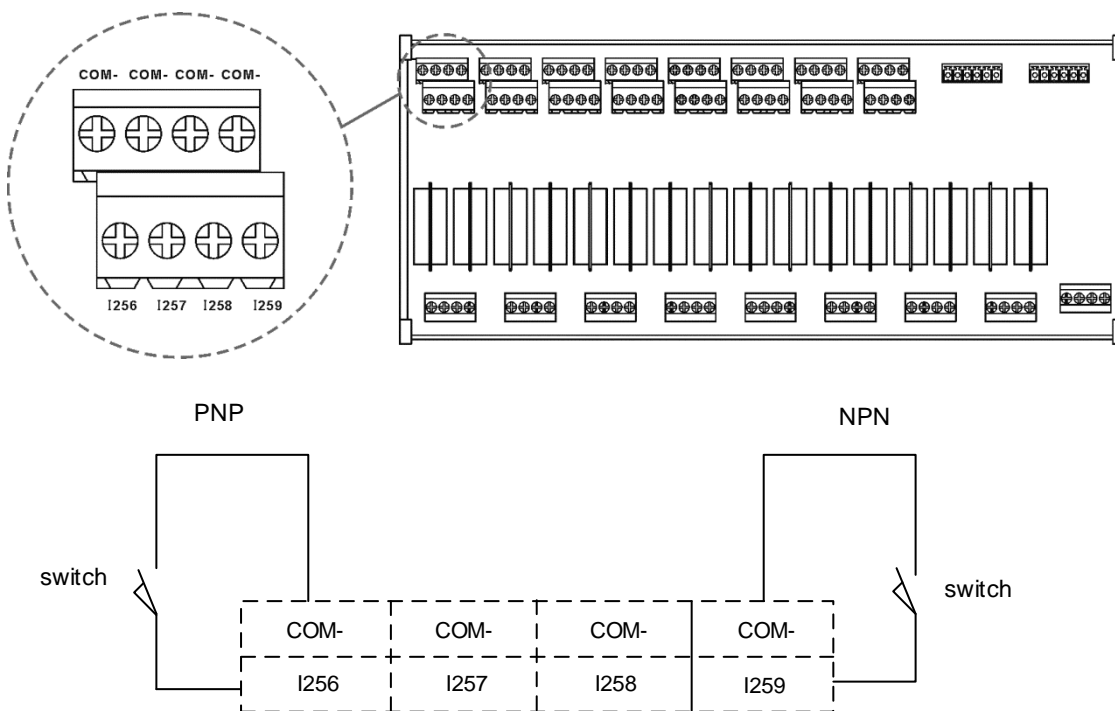 COM- COM- COM- COM-
I256 I257 I258 I259
PNP
NPN
switch
switch
COM- COM- COM- COM-
I256 I257 I258 I259